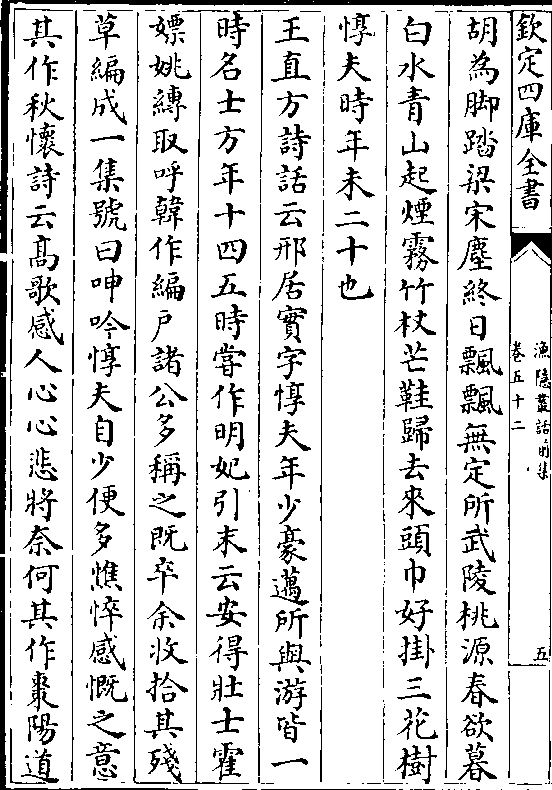 欽定四庫全書
漁隱叢話前集
卷五十二
五
胡為脚踏梁宋塵終日飄飄無定所武陵桃源春欲暮
白水青山起煙霧竹杖芒鞋歸去來頭巾好掛三花樹
惇夫時年未二十也
王直方詩話云邢居實字惇夫年少豪邁所與游皆一
時名士方年十四五時嘗作明妃引末云安得壯士霍
嫖姚縛取呼韓作編戶諸公多稱之既卒余收拾其殘
草編成一集號曰呻吟惇夫自少便多憔悴感慨之意
其作秋懷詩云高歌感人心心悲將奈何其作棗陽道